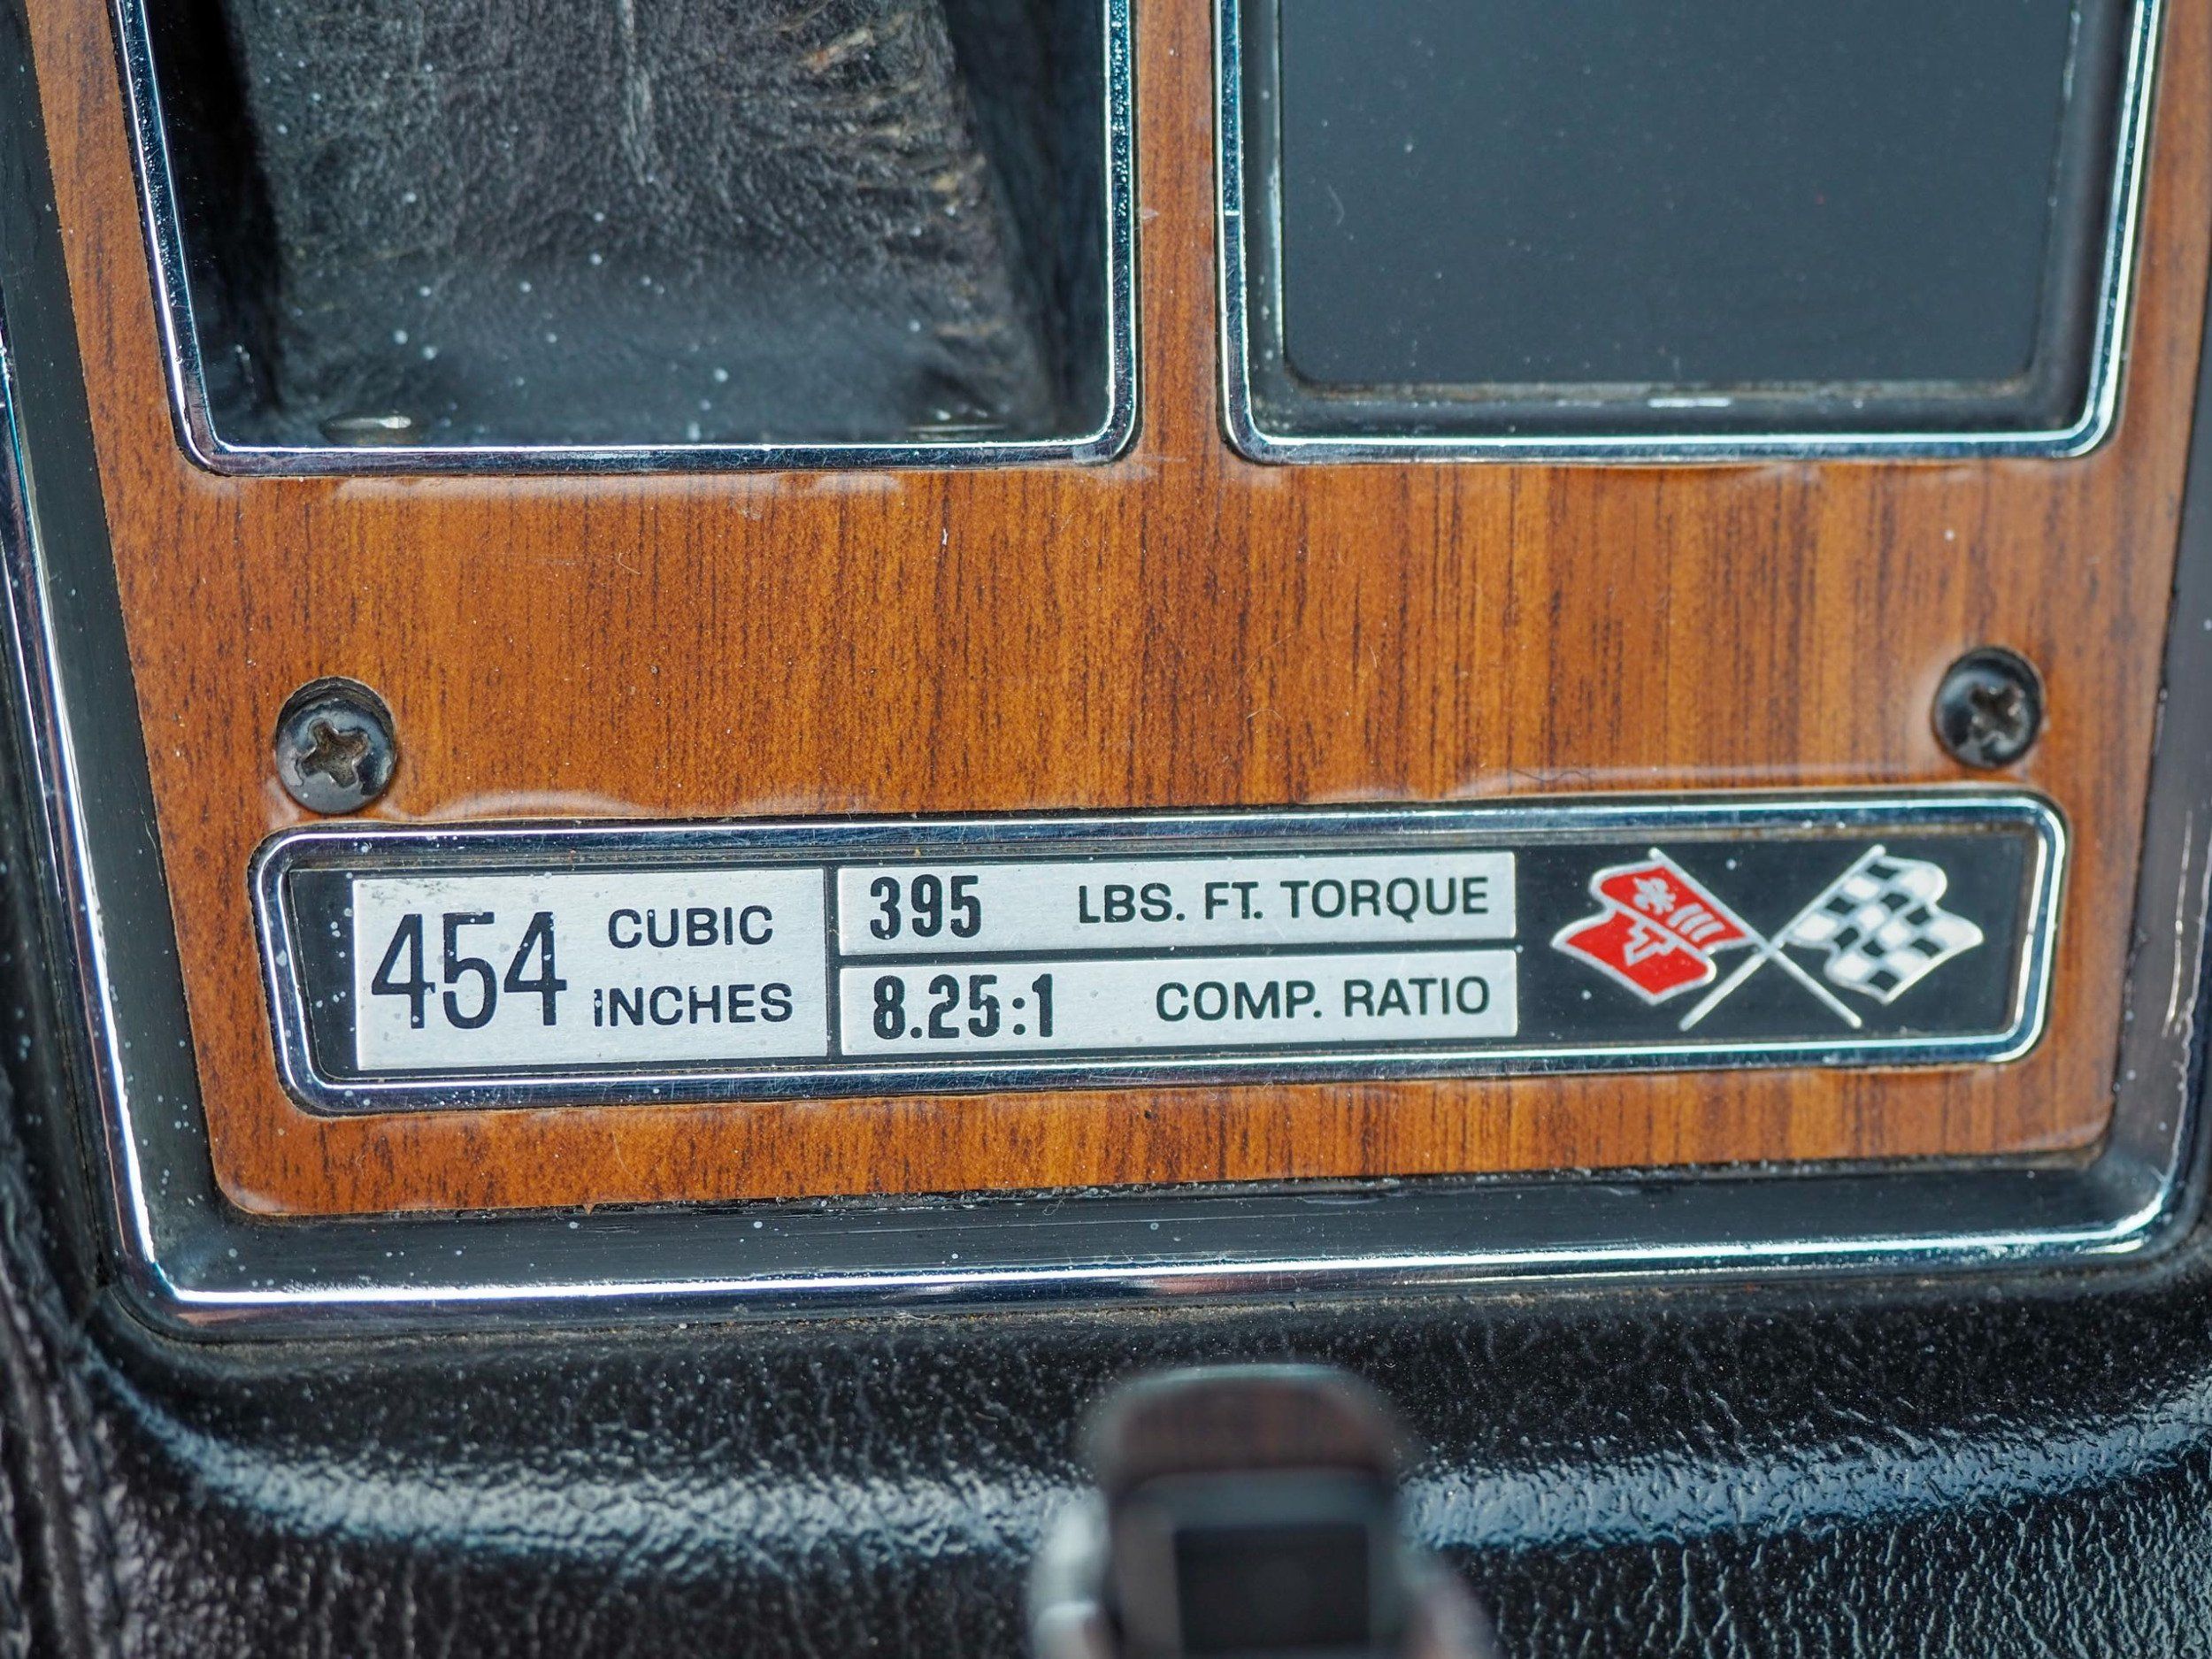 454 CUBIC INCHES
395 LBS. FT. TORQUE
8.25:1 COMP. RATIO